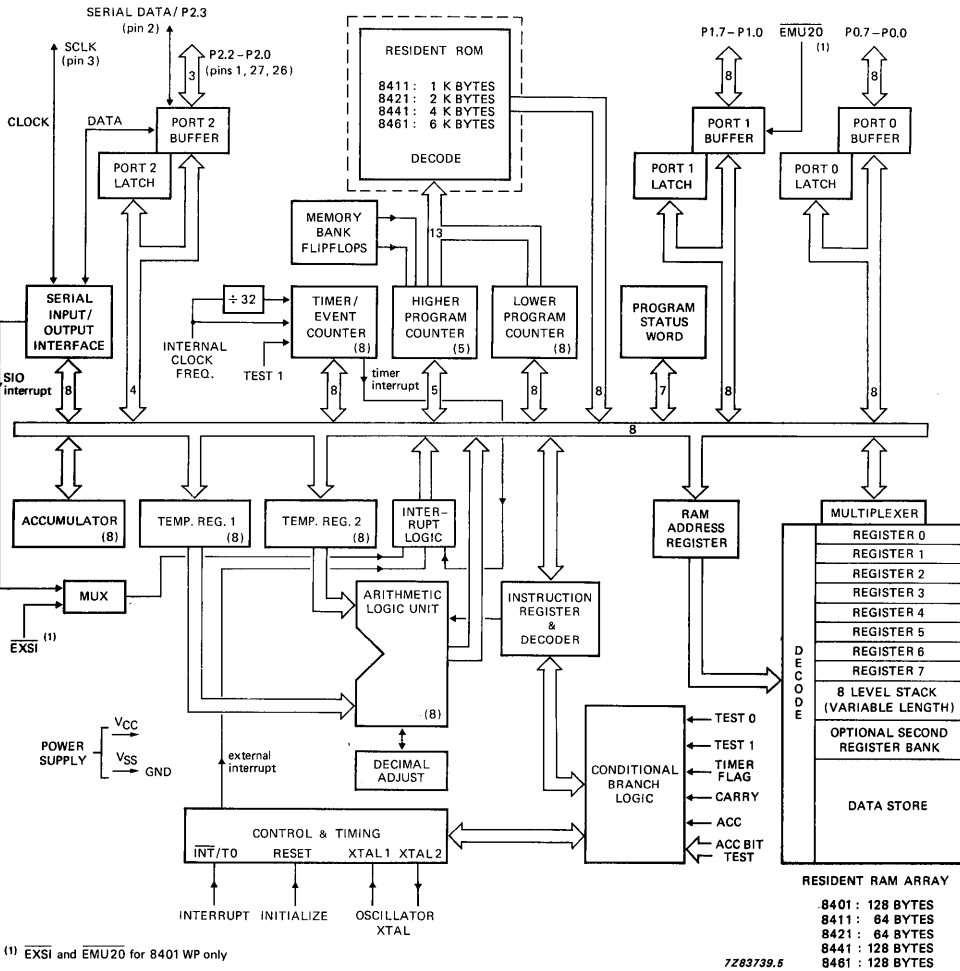 SERIAL DATA/ P2.3
(pin 2)
SCLK
(pin 3)
P2.2–P2.0
(pins 1, 27, 26)
3
CLOCK
DATA
PORT 2
BUFFER
PORT 2
LATCH
RESIDENT ROM
8411: 1 K BYTES
8421: 2 K BYTES
8441: 4 K BYTES
8461: 6 K BYTES
DECODE
P1.7–P1.0
EMU20
(1)
P0.7–P0.0
8
8
PORT 1
BUFFER
PORT 1
LATCH
PORT 0
BUFFER
PORT 0
LATCH
MEMORY
BANK
FLIPFLOPS
13
SERIAL
INPUT/
OUTPUT
INTERFACE
÷ 32
INTERNAL
CLOCK
FREQ.
TEST 1
TIMER/
EVENT
COUNTER
(8)
HIGHER
PROGRAM
COUNTER
(5)
LOWER
PROGRAM
COUNTER
(8)
PROGRAM
STATUS
WORD
SIO
interrupt
timer
interrupt
8
4
8
5
8
8
7
8
8
8
ACCUMULATOR
(8)
TEMP. REG. 1
(8)
TEMP. REG. 2
(8)
INTER-
RUPT
LOGIC
RAM
ADDRESS
REGISTER
MULTIPLEXER
REGISTER 0
REGISTER 1
REGISTER 2
REGISTER 3
REGISTER 4
REGISTER 5
REGISTER 6
REGISTER 7
8 LEVEL STACK
(VARIABLE LENGTH)
OPTIONAL SECOND
REGISTER BANK
DATA STORE
DECODE
MUX
EXSI (1)
ARITHMETIC
LOGIC UNIT
(8)
INSTRUCTION
REGISTER
&
DECODER
POWER
SUPPLY
VCC
VSS
GND
external
interrupt
DECIMAL
ADJUST
CONDITIONAL
BRANCH
LOGIC
TEST 0
TEST 1
TIMER
FLAG
CARRY
ACC
ACC BIT
TEST
CONTROL & TIMING
INT/T0 RESET XTAL 1 XTAL 2
INTERRUPT INITIALIZE OSCILLATOR
XTAL
RESIDENT RAM ARRAY
8401 : 128 BYTES
8411 : 64 BYTES
8421 : 64 BYTES
8441 : 128 BYTES
8461 : 128 BYTES
(1) EXSI and EMU20 for 8401 WP only
7Z83739.5